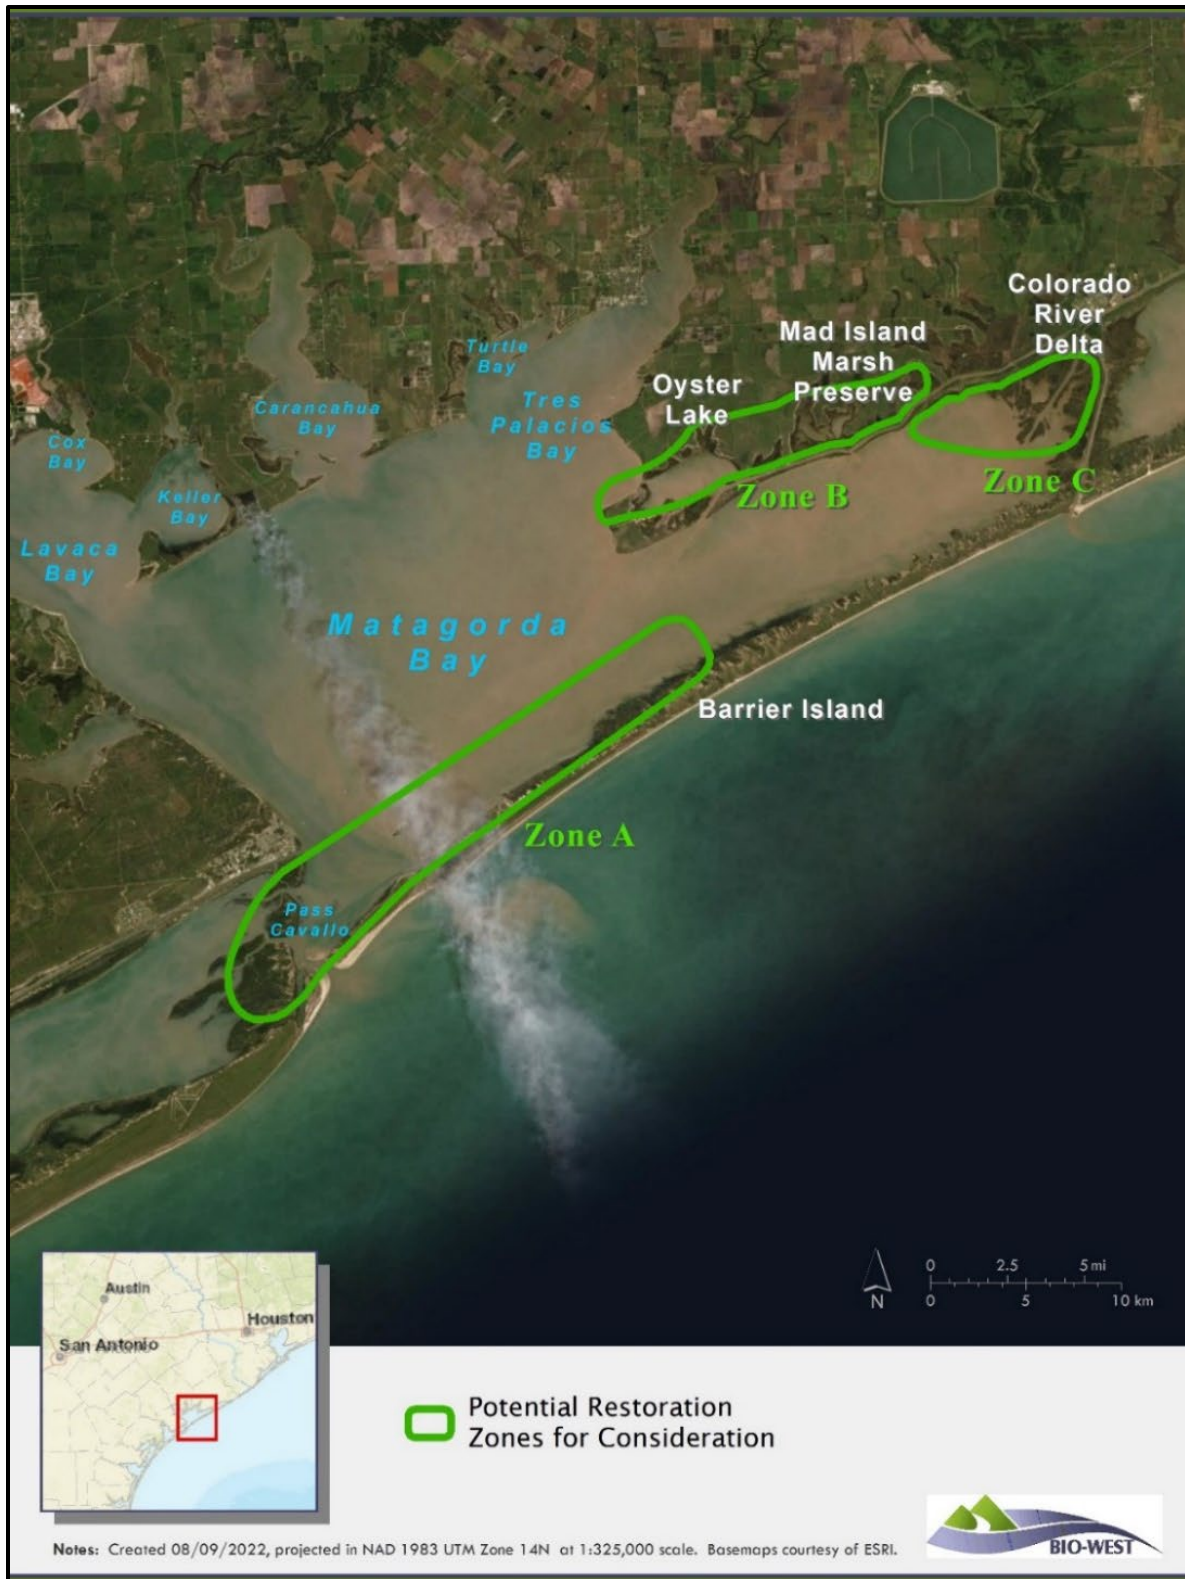 Colorado
River
Delta
Mad Island
Marsh
Preserve
Oyster
Lake
Turtle
Bay
Tres
Palacios
Bay
Carancahua
Bay
Cox
Bay
Keller
Bay
Lavaca
Bay
Zone B
Zone C
Matagorda
Bay
Barrier Island
Zone A
Pass
Cavallo
0 2.5 5 mi
N
0 5 10 km
Austin
Houston
San Antonio
Potential Restoration
Zones for Consideration
Notes: Created 08/09/2022, projected in NAD 1983 UTM Zone 14N at 1:325,000 scale. Basemaps courtesy of ESRI.
BIO-WEST